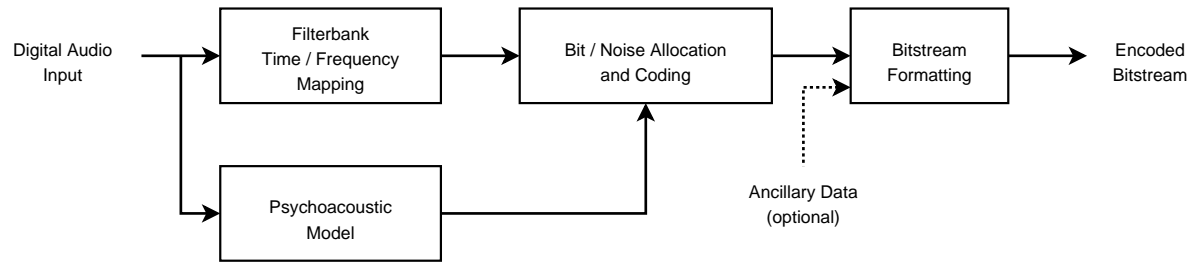 Digital Audio
Input
Filterbank
Time / Frequency
Mapping
Bit / Noise Allocation
and Coding
Bitstream
Formatting
Encoded
Bitstream
Psychoacoustic
Model
Ancillary Data
(optional)